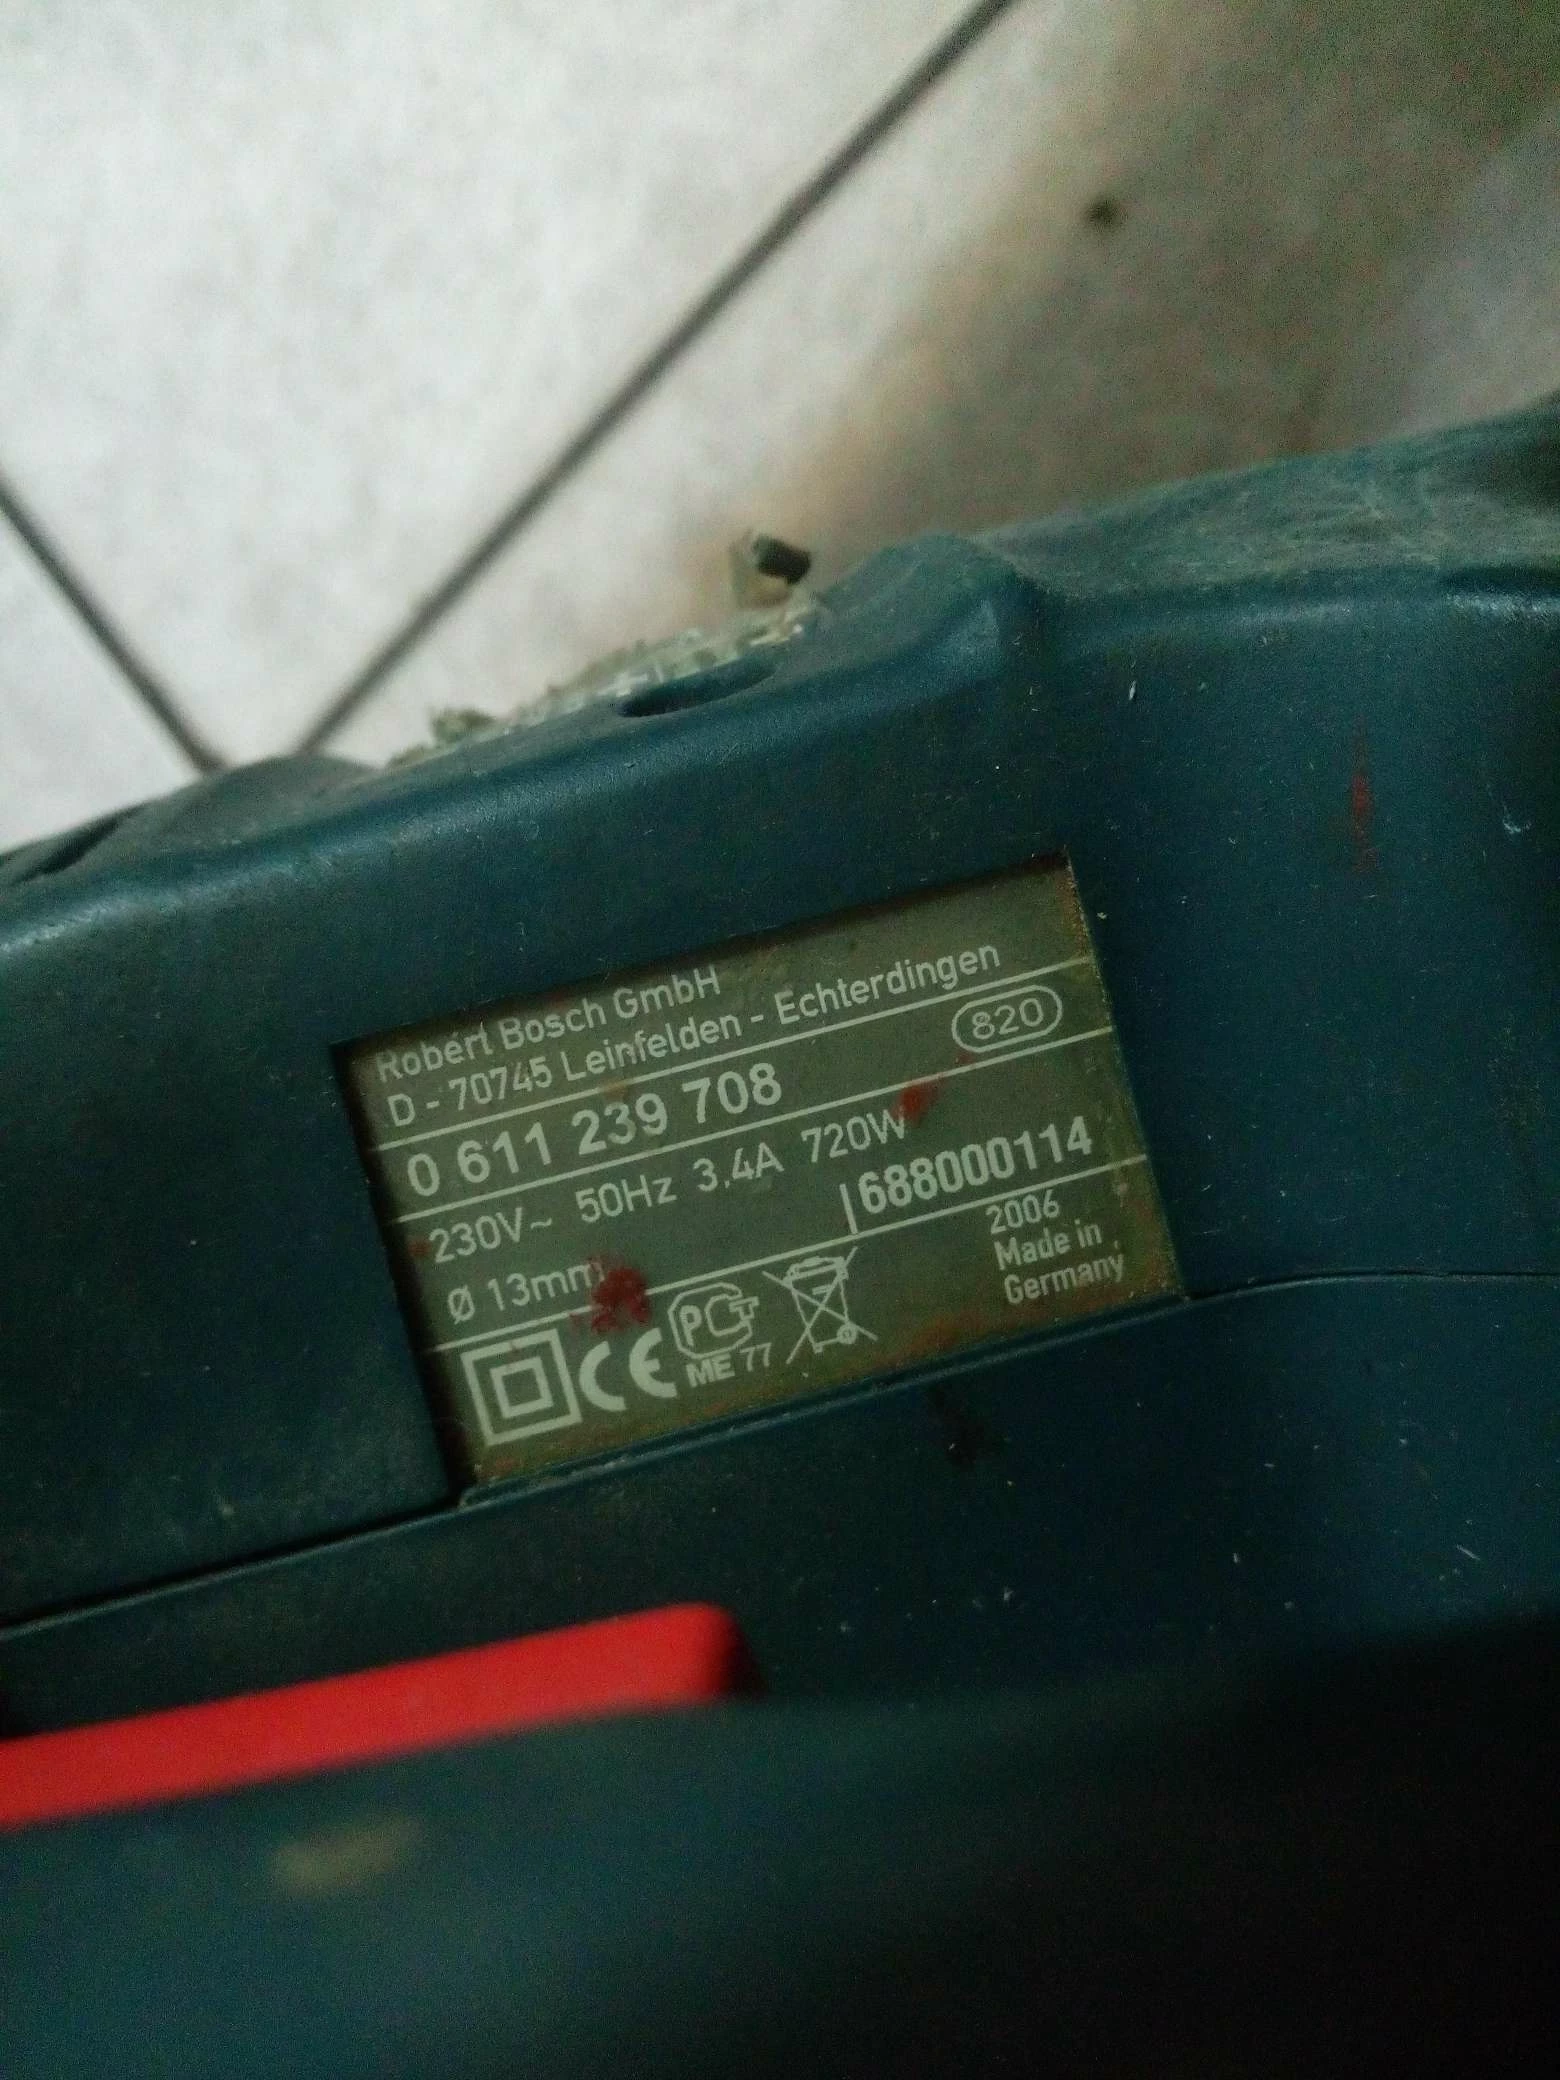 Robert Bosch GmbH
D - 70745 Leinfelden - Echterdingen
0 611 239 708 820
230V~ 50Hz 3,4A 720W
Ø 13mm 688000114
2006
Made in
Germany
CE PCT
ME 77